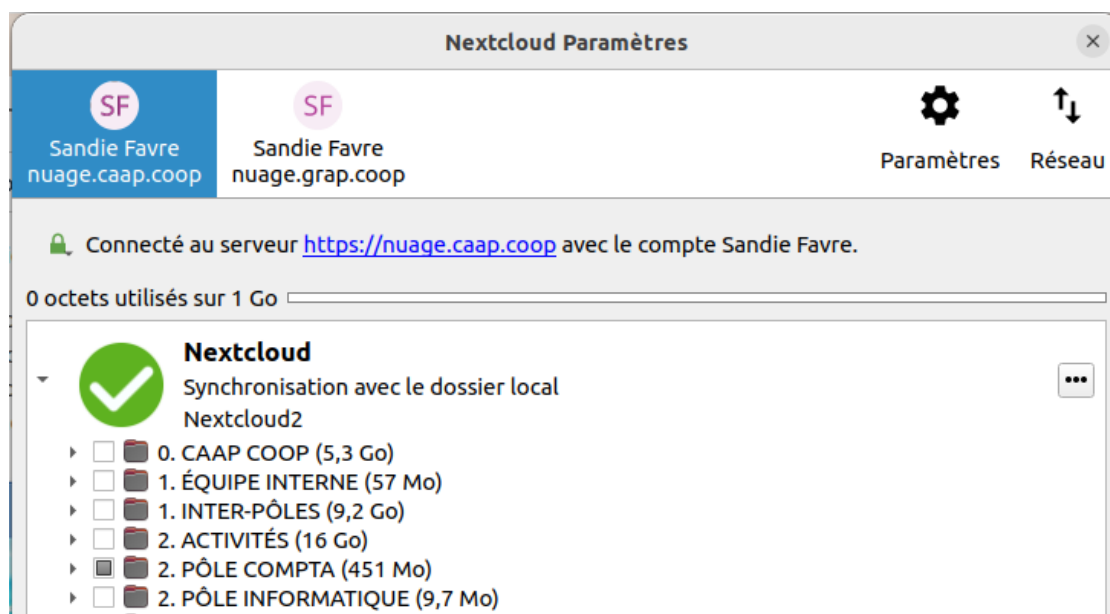 Nextcloud Paramètres
SF
Sandie Favre
nuage.caap.coop
SF
Sandie Favre
nuage.grap.coop
Paramètres
Réseau
Connecté au serveur https://nuage.caap.coop avec le compte Sandie Favre.
0 octets utilisés sur 1 Go
Nextcloud
Synchronisation avec le dossier local
Nextcloud2
0. CAAP COOP (5,3 Go)
1. ÉQUIPE INTERNE (57 Mo)
1. INTER-PÔLES (9,2 Go)
2. ACTIVITÉS (16 Go)
2. PÔLE COMPTA (451 Mo)
2. PÔLE INFORMATIQUE (9,7 Mo)